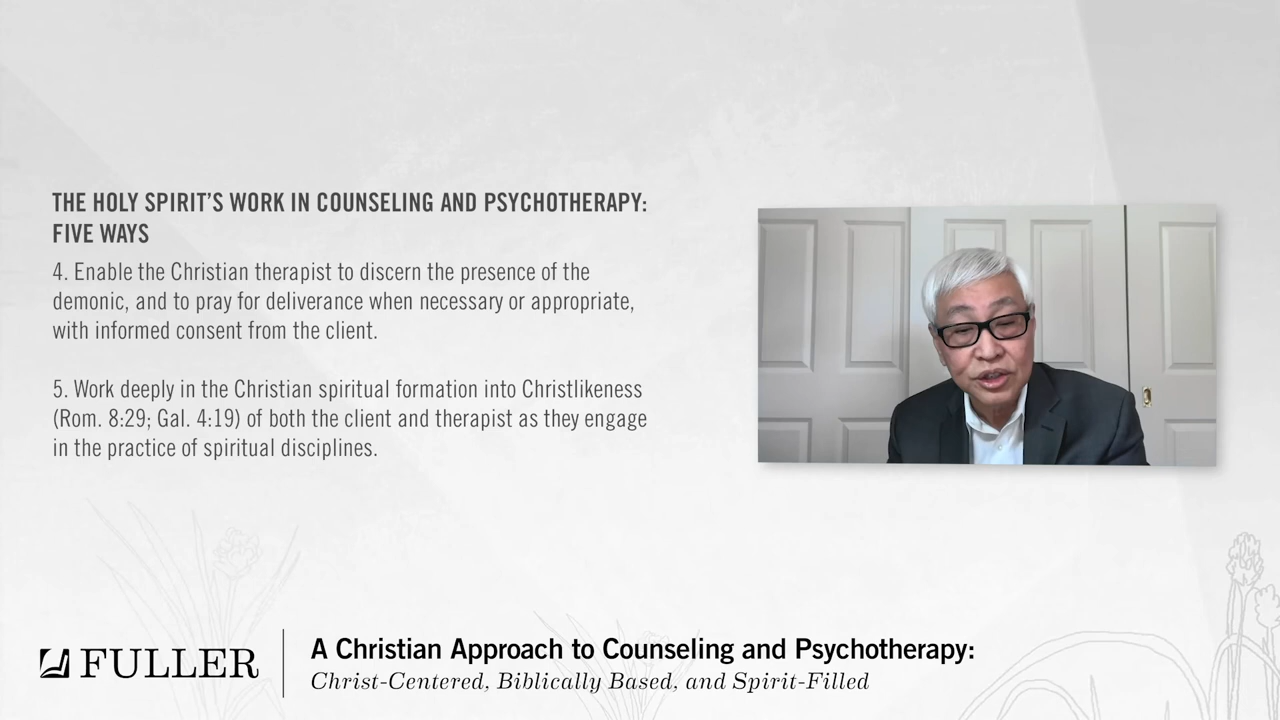 THE HOLY SPIRIT'S WORK IN COUNSELING AND PSYCHOTHERAPY:
FIVE WAYS
4. Enable the Christian therapist to discern the presence of the
demonic, and to pray for deliverance when necessary or appropriate,
with informed consent from the client.
5. Work deeply in the Christian spiritual formation into Christlikeness
(Rom. 8:29; Gal. 4:19) of both the client and therapist as they engage
in the practice of spiritual disciplines.
FULLER
A Christian Approach to Counseling and Psychotherapy:
Christ-Centered, Biblically Based, and Spirit-Filled